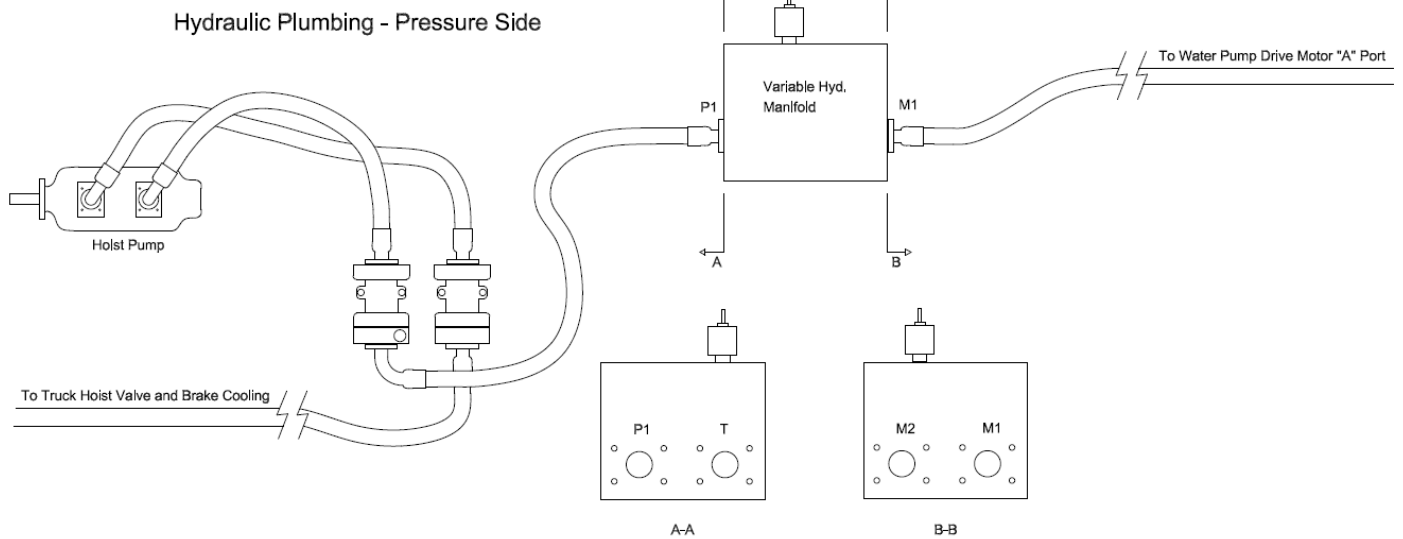 Hydraulic Plumbing - Pressure Side
To Water Pump Drive Motor "A" Port
Variable Hyd,
Manifold
P1
M1
Hoist Pump
A
B
To Truck Hoist Valve and Brake Cooling
P1
T
M2
M1
A-A
B-B